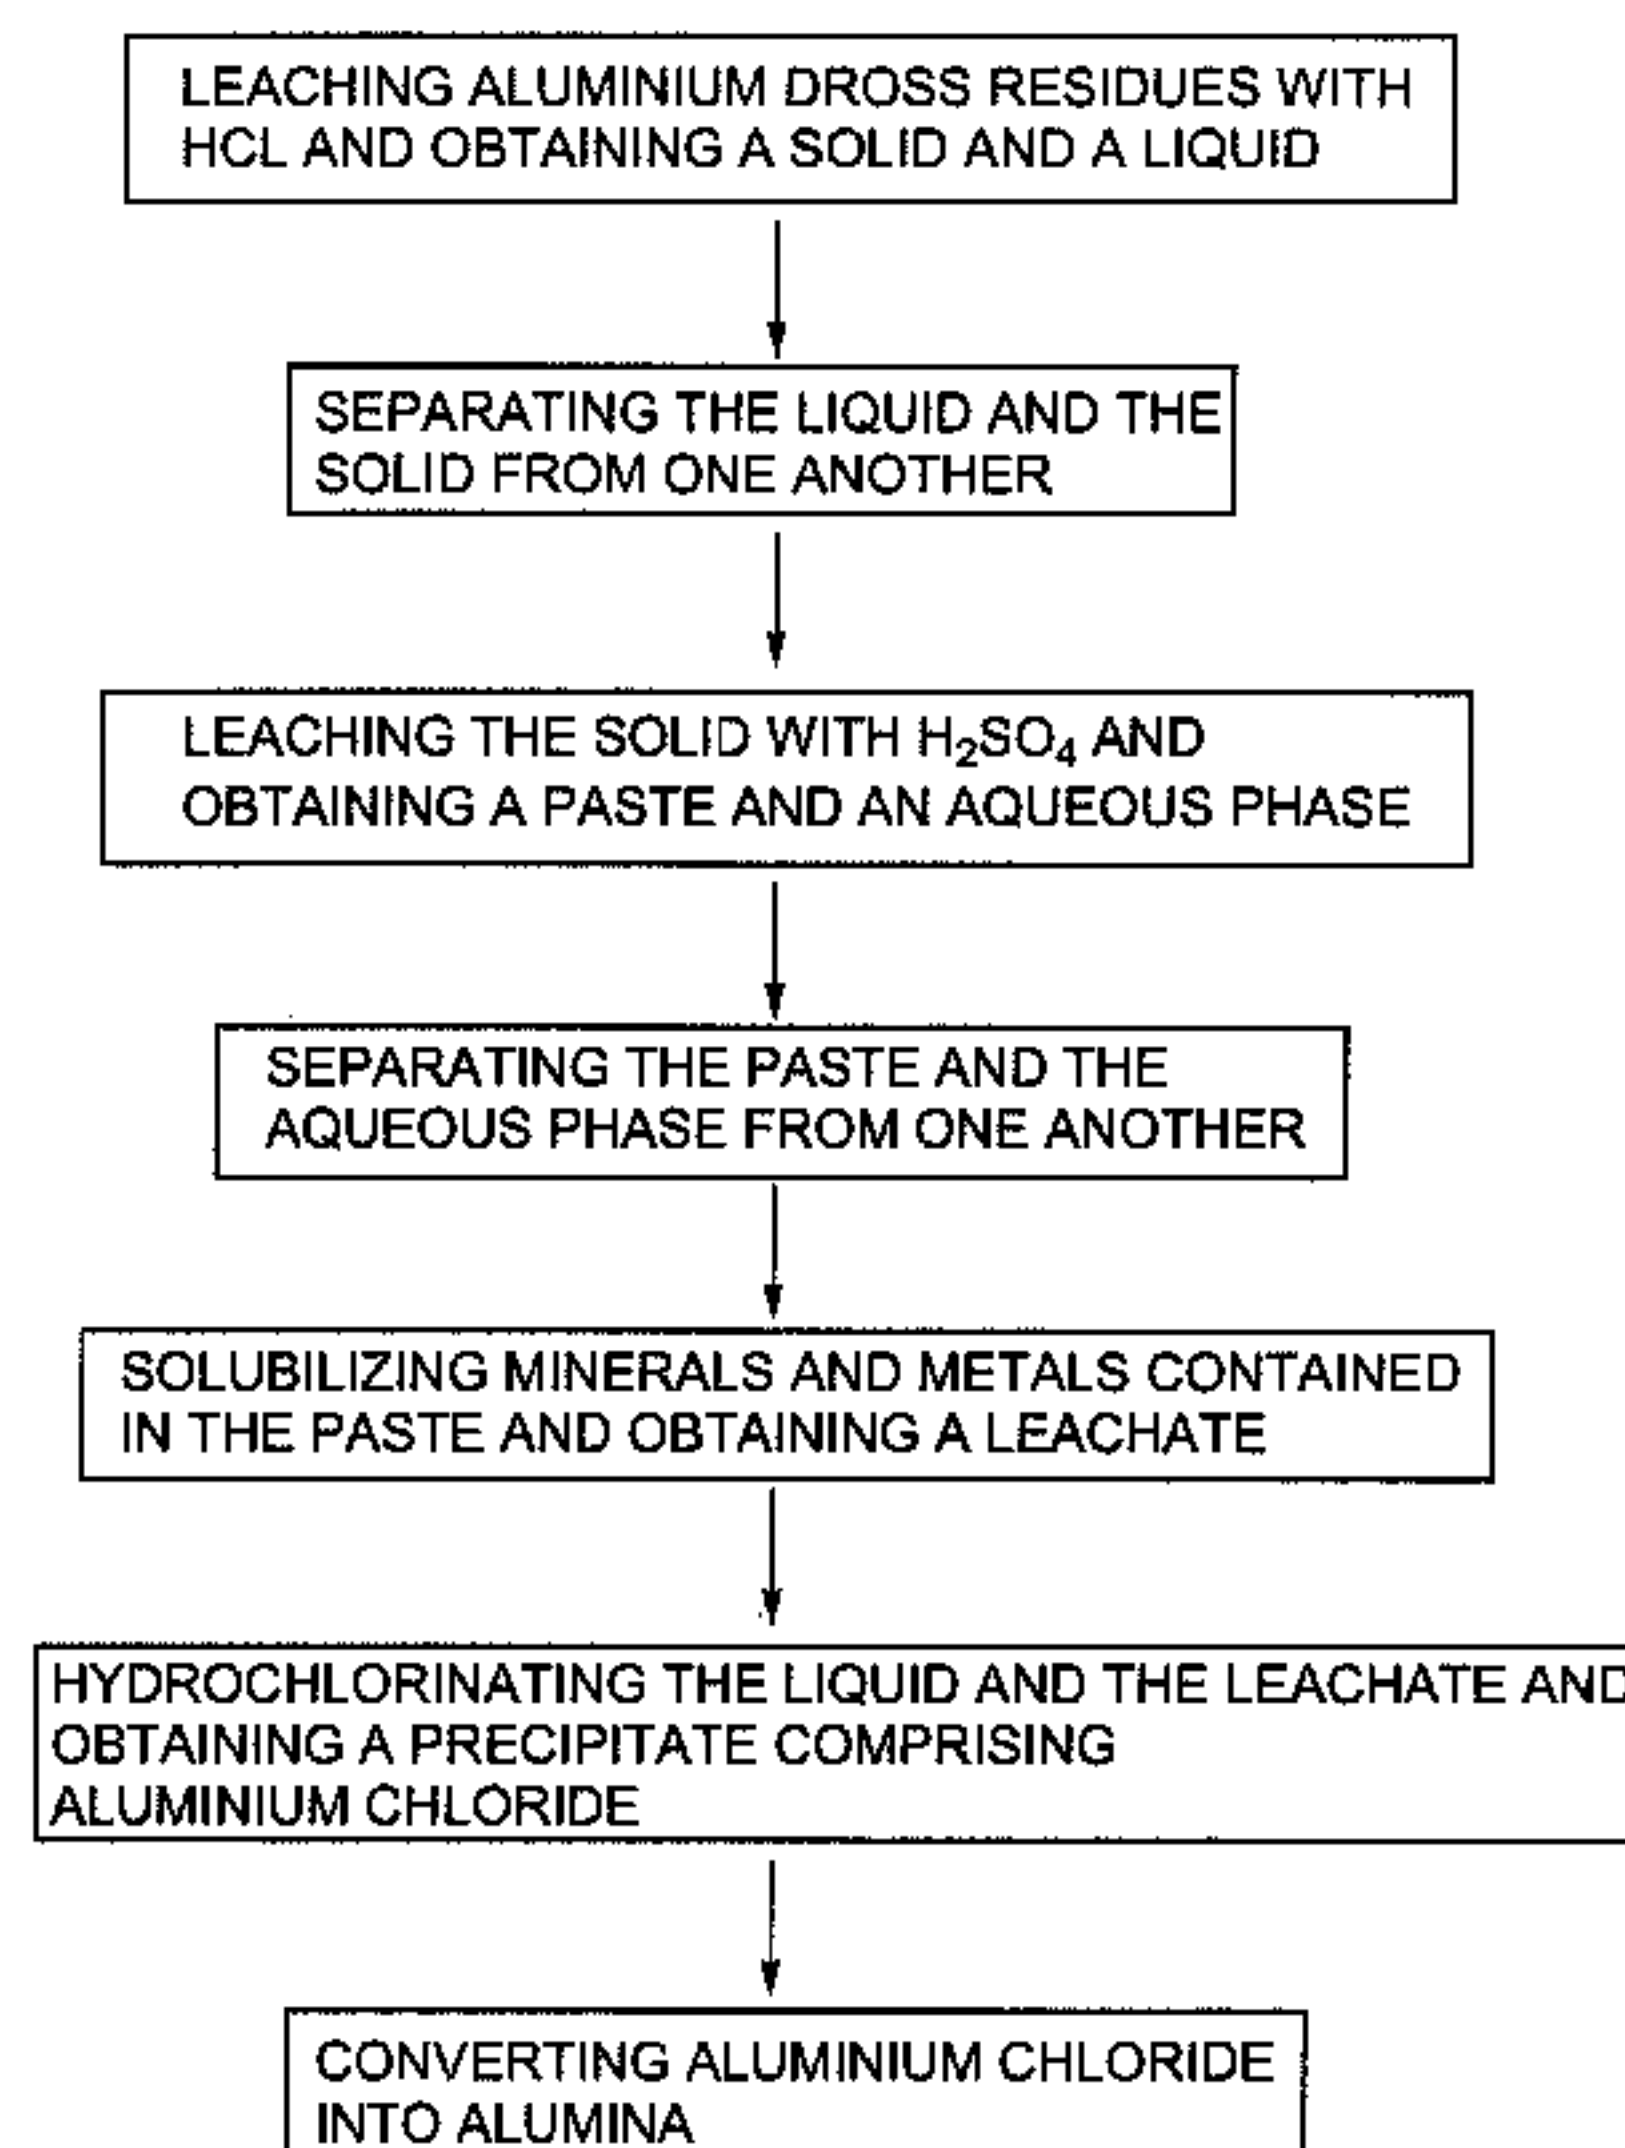 LEACHING ALUMINIUM DROSS RESIDUES WITH
HCL AND OBTAINING A SOLID AND A LIQUID
SEPARATING THE LIQUID AND THE
SOLID FROM ONE ANOTHER
LEACHING THE SOLID WITH H₂SO₄ AND
OBTAINING A PASTE AND AN AQUEOUS PHASE
SEPARATING THE PASTE AND THE
AQUEOUS PHASE FROM ONE ANOTHER
SOLUBILIZING MINERALS AND METALS CONTAINED
IN THE PASTE AND OBTAINING A LEACHATE
HYDROCHLORINATING THE LIQUID AND THE LEACHATE AND
OBTAINING A PRECIPITATE COMPRISING
ALUMINIUM CHLORIDE
CONVERTING ALUMINIUM CHLORIDE
INTO ALUMINA